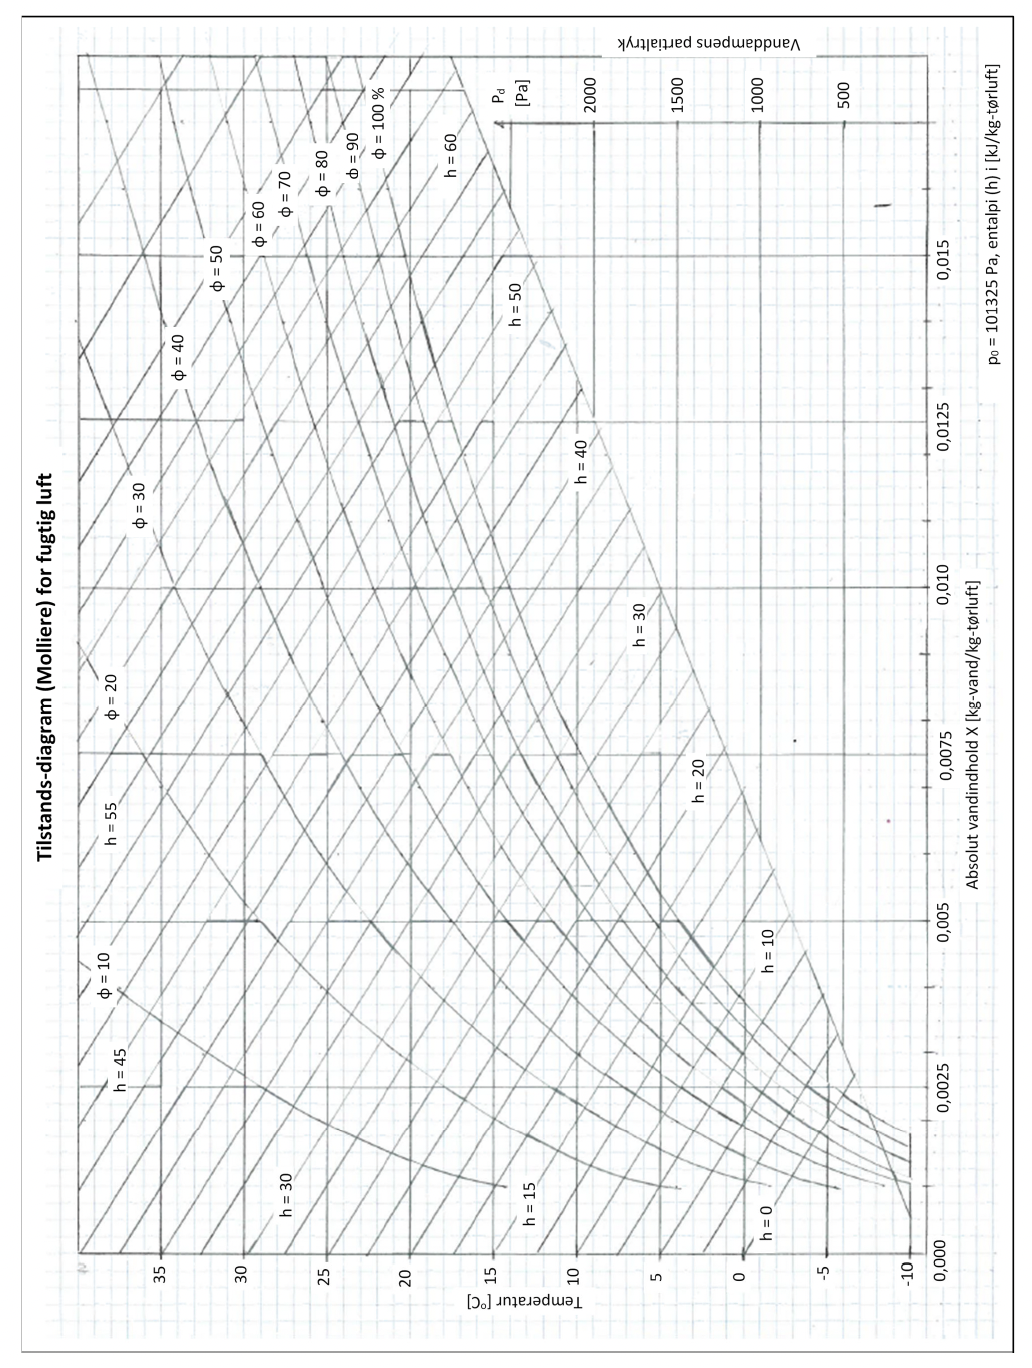 Tilstands-diagram (Molliere) for fugtig luft
ϕ = 10
ϕ = 20
ϕ = 30
ϕ = 40
ϕ = 50
ϕ = 60
ϕ = 70
ϕ = 80
ϕ = 90
ϕ = 100 %
h = 45
h = 55
h = 30
h = 15
h = 0
h = 10
h = 20
h = 30
h = 40
h = 50
h = 60
Temperatur [°C]
35
30
25
20
15
10
5
0
-5
-10
0,000
0,0025
0,005
0,0075
0,010
0,0125
0,015
Absolut vandindhold X [kg-vand/kg-tørluft]
p₀ = 101325 Pa, entalpi (h) i [kJ/kg-tørluft]
Vanddampens partialtryk
Pd
[Pa]
2000
1500
1000
500